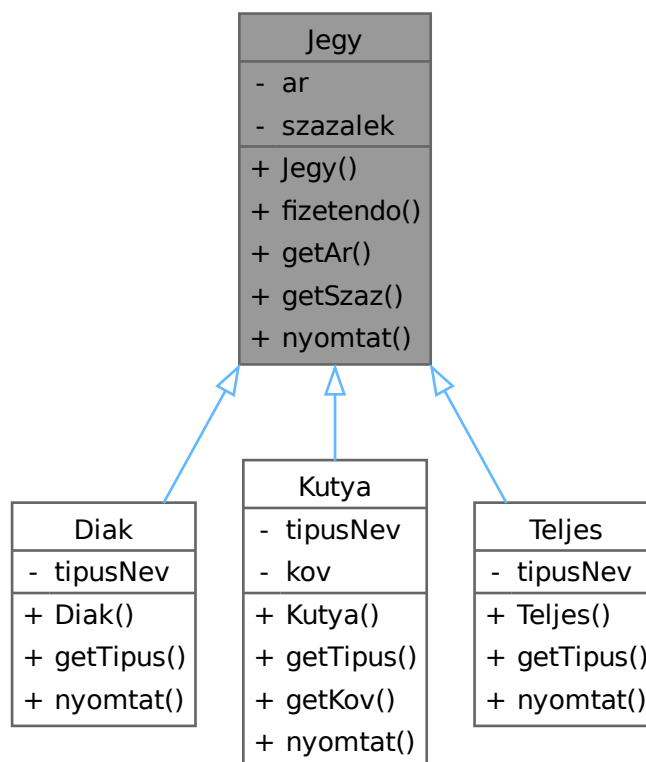 Jegy
- ar
- szazalek
+ Jegy()
+ fizetendo()
+ getAr()
+ getSzaz()
+ nyomtat()
Diak
- tipusNev
+ Diak()
+ getTipus()
+ nyomtat()
Kutya
- tipusNev
- kov
+ Kutya()
+ getTipus()
+ getKov()
+ nyomtat()
Teljes
- tipusNev
+ Teljes()
+ getTipus()
+ nyomtat()